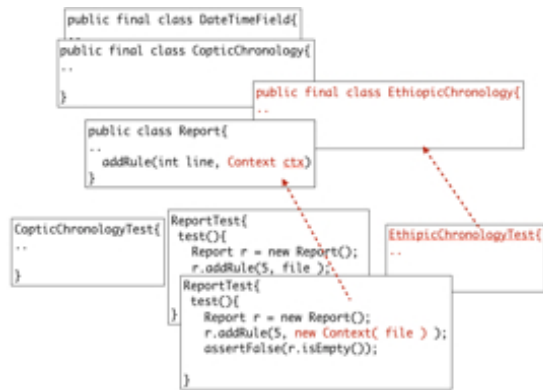 public final class DateTimeField{
..
public final class CopticChronology{
..
}
public final class EthiopicChronology{
..
public class Report{
..
addRule(int line, Context ctx)
}
CopticChronologyTest{
..
}
ReportTest{
test(){
Report r = new Report();
r.addRule(5, file );
}
EthipicChronologyTest{
..
ReportTest{
test(){
Report r = new Report();
r.addRule(5, new Context( file ) );
assertFalse(r.isEmpty());
}